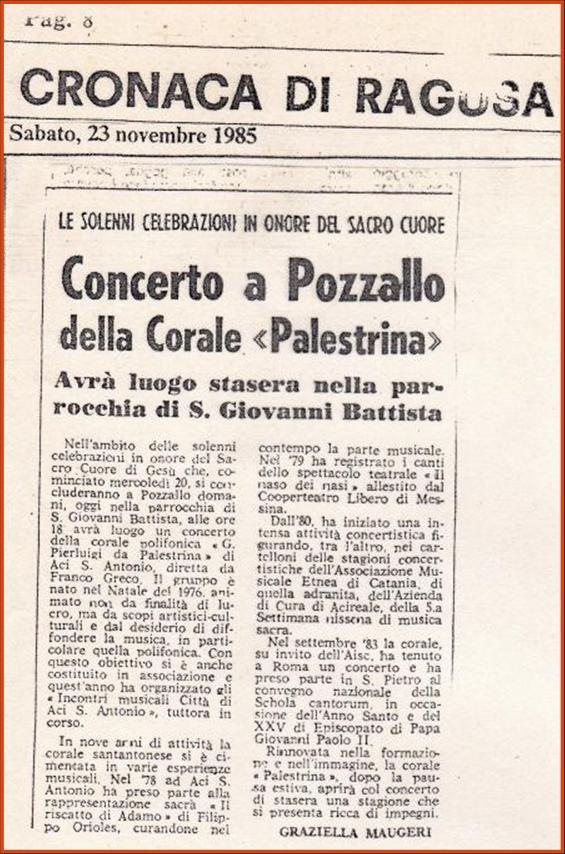 Pag. 8
CRONACA DI RAGUSA
Sabato, 23 novembre 1985
LE SOLENNI CELEBRAZIONI IN ONORE DEL SACRO CUORE
Concerto a Pozzallo
della Corale «Palestrina»
Avrà luogo stasera nella par-
rocchia di S. Giovanni Battista
Nell'ambito delle solenni
celebrazioni in onore del Sa-
cro Cuore di Gesù che, co-
minciato mercoledì 20, si con-
cluderanno a Pozzallo doma-
ni, oggi nella parrocchia di
S. Giovanni Battista, alle ore
18 avrà luogo un concerto
della corale polifonica «G.
Pierluigi da Palestrina» di
Aci S. Antonio, diretta da
Franco Greco. Il gruppo è
nato nel Natale del 1976, ani-
mato non da finalità di lu-
cro, ma da scopi artistici-cul-
turali e dal desiderio di dif-
fondere la musica, in parti-
colare quella polifonica. Con
questo obiettivo si è anche
costituito in associazione e
quest'anno ha organizzato gli
«Incontri musicali Città di
Aci S. Antonio», tuttora in
corso.
In nove anni di attività la
corale santantonese si è ci-
mentata in varie esperienze
musicali. Nel '78 ad Aci S.
Antonio ha preso parte alla
rappresentazione sacra «Il
riscatto di Adamo» di Filip-
po Orioles, curandone nel
contempo la parte musicale.
Nel '79 ha registrato i canti
dello spettacolo teatrale «Il
naso dei nasi» allestito dal
Cooperteatro Libero di Mes-
sina.
Dall'80, ha iniziato una in-
tensa attività concertistica fi-
gurando, tra l'altro, nei car-
telloni delle stagioni concer-
tistiche dell'Associazione Mu-
sicale Etnea di Catania, di
quella adranita, dell'Azienda
di Cura di Acireale, della 5.a
Settimana nissena di musica
sacra.
Nel settembre '83 la corale,
su invito dell'Aisc, ha tenuto
a Roma un concerto e ha
preso parte in S. Pietro al
convegno nazionale della
Schola cantorum, in occa-
sione dell'Anno Santo e del
XXV di Episcopato di Papa
Giovanni Paolo II.
Rinnovata nella formazio-
ne e nell'immagine, la corale
«Palestrina», dopo la pau-
sa estiva, aprirà col concerto
di stasera una stagione che
si presenta ricca di impegni.
GRAZIELLA MAUGERI